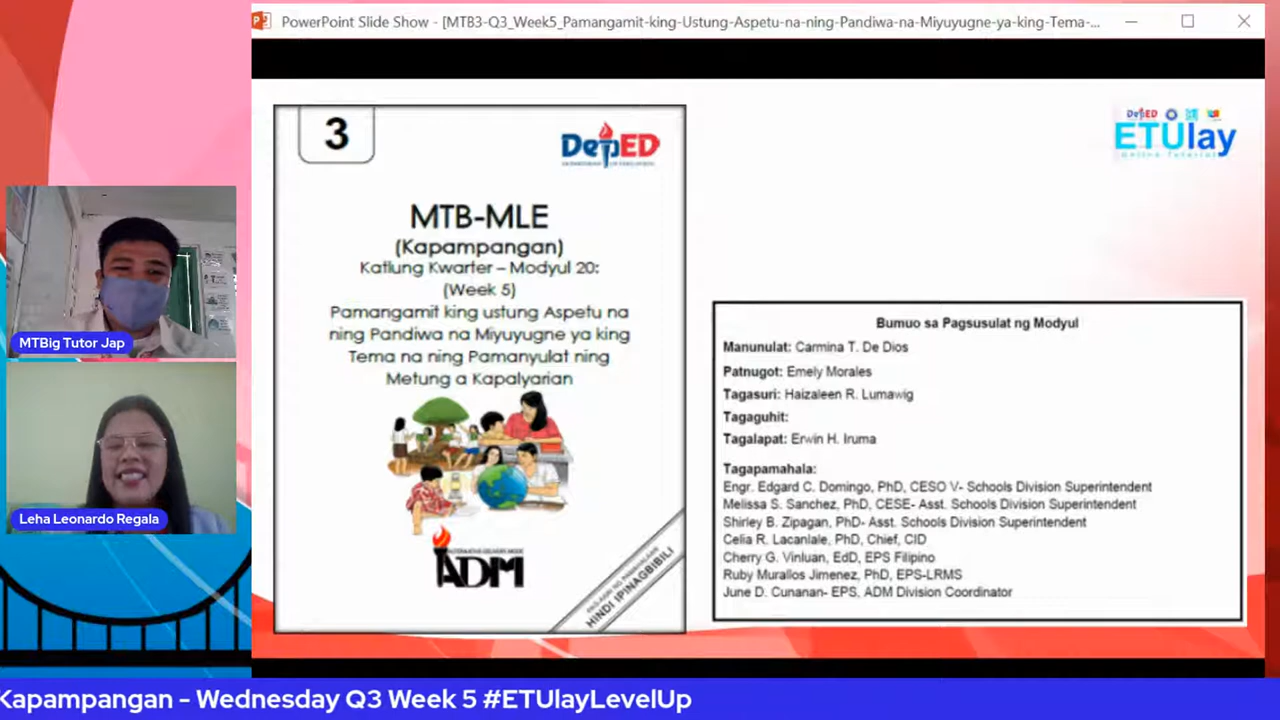 PowerPoint Slide Show - [MTB3-Q3_Week5_Pamangamit-king-Ustung-Aspetu-na-ning-Pandiwa-na-Miyuyugne-ya-king-Tema-...
3
DepED
DepED
ETUlay
Online Tutorial
MTB-MLE
(Kapampangan)
Katlung Kwarter – Modyul 20:
(Week 5)
Pamangamit king ustung Aspetu na
ning Pandiwa na Miyuyugne ya king
Tema na ning Pamanyulat ning
Metung a Kapalyarian
ALTERNATIVE DELIVERY MODE
ADM
HINDI IPINAGBIBILI
Bumuo sa Pagsusulat ng Modyul
Manunulat: Carmina T. De Dios
Patnugot: Emely Morales
Tagasuri: Haizaleen R. Lumawig
Tagaguhit:
Tagalapat: Erwin H. Iruma
Tagapamahala:
Engr. Edgard C. Domingo, PhD, CESO V- Schools Division Superintendent
Melissa S. Sanchez, PhD, CESE- Asst. Schools Division Superintendent
Shirley B. Zipagan, PhD- Asst. Schools Division Superintendent
Celia R. Lacanlale, PhD, Chief, CID
Cherry G. Vinluan, EdD, EPS Filipino
Ruby Murallos Jimenez, PhD, EPS-LRMS
June D. Cunanan- EPS, ADM Division Coordinator
MTBig Tutor Jap
Leha Leonardo Regala
Kapampangan - Wednesday Q3 Week 5 #ETUlayLevelUp